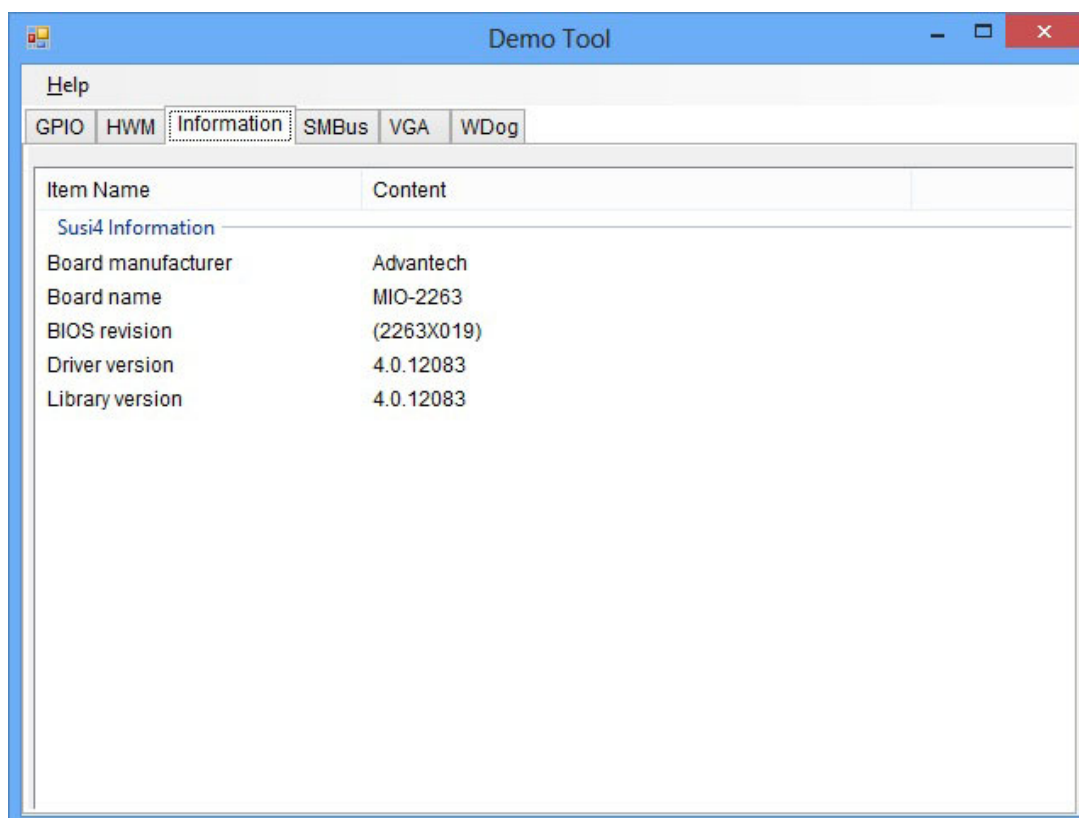 Demo Tool
Help
GPIO HWM Information SMBus VGA WDog
Item Name Content
Susi4 Information
Board manufacturer Advantech
Board name MIO-2263
BIOS revision (2263X019)
Driver version 4.0.12083
Library version 4.0.12083